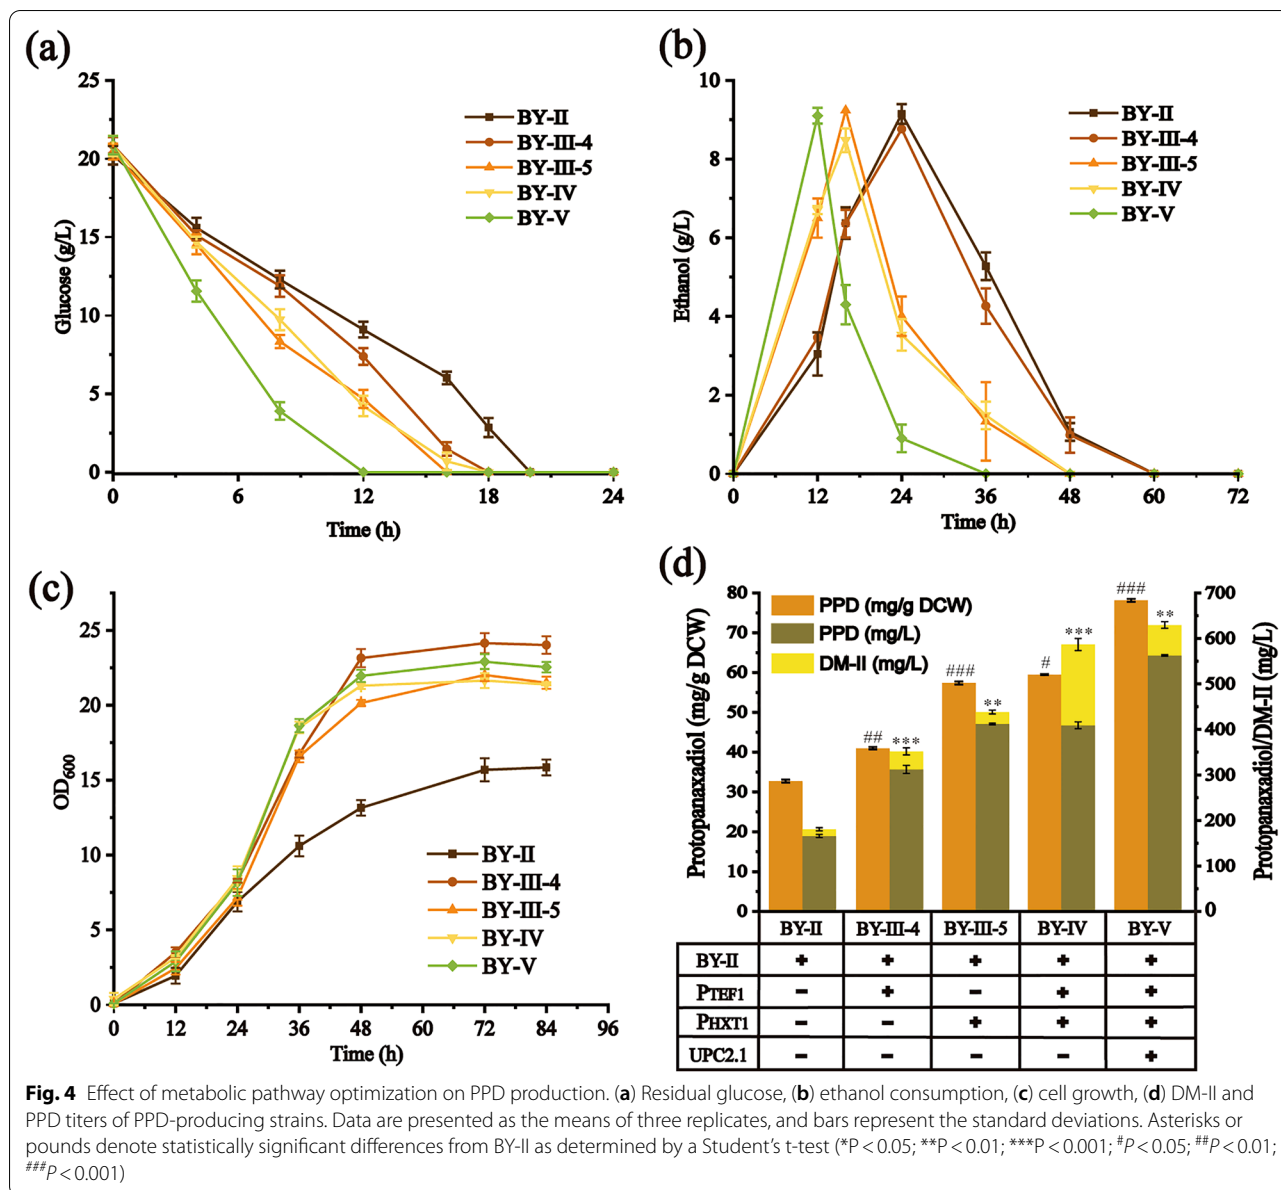 (a)
25
20
15
10
5
0
Glucose (g/L)
BY-II
BY-III-4
BY-III-5
BY-IV
BY-V
0 6 12 18 24
Time (h)
(b)
10
8
6
4
2
0
Ethanol (g/L)
BY-II
BY-III-4
BY-III-5
BY-IV
BY-V
0 12 24 36 48 60 72
Time (h)
(c)
25
20
15
10
5
0
OD600
BY-II
BY-III-4
BY-III-5
BY-IV
BY-V
0 12 24 36 48 60 72 84 96
Time (h)
(d)
80
70
60
50
40
30
20
10
0
Protopanaxadiol (mg/g DCW)
PPD (mg/g DCW)
PPD (mg/L)
DM-II (mg/L)
## *** ### ** # *** ### **
700
600
500
400
300
200
100
0
Protopanaxadiol/DM-II (mg/L)
BY-II BY-III-4 BY-III-5 BY-IV BY-V
BY-II + + + + +
PTEF1 - + - + +
PHXT1 - - + + +
UPC2.1 - - - - +
Fig. 4 Effect of metabolic pathway optimization on PPD production. (a) Residual glucose, (b) ethanol consumption, (c) cell growth, (d) DM-II and
PPD titers of PPD-producing strains. Data are presented as the means of three replicates, and bars represent the standard deviations. Asterisks or
pounds denote statistically significant differences from BY-II as determined by a Student's t-test (*P < 0.05; **P < 0.01; ***P < 0.001; #P < 0.05; ##P < 0.01;
###P < 0.001)